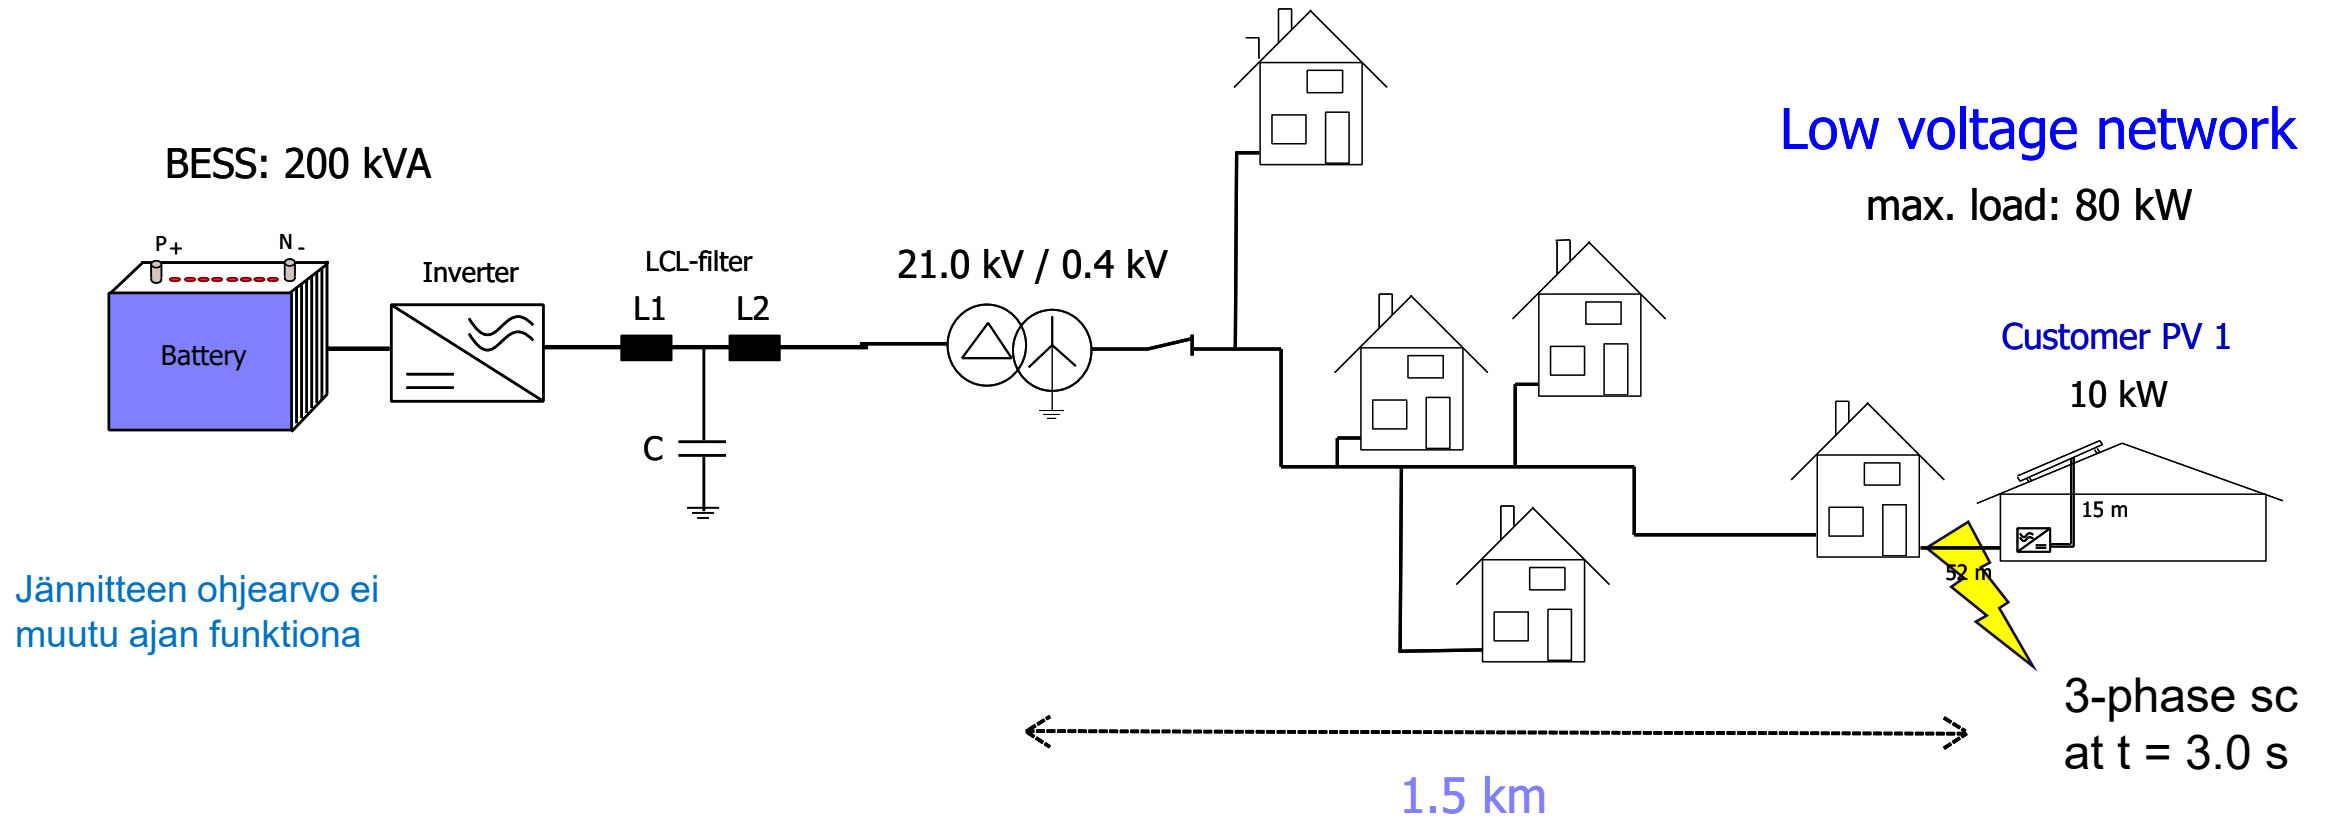 BESS: 200 kVA
P +
N -
Battery
Inverter
LCL-filter
L1
L2
C
21.0 kV / 0.4 kV
Low voltage network
max. load: 80 kW
Customer PV 1
10 kW
15 m
52 m
Jännitteen ohjearvo ei
muutu ajan funktiona
3-phase sc
at t = 3.0 s
1.5 km